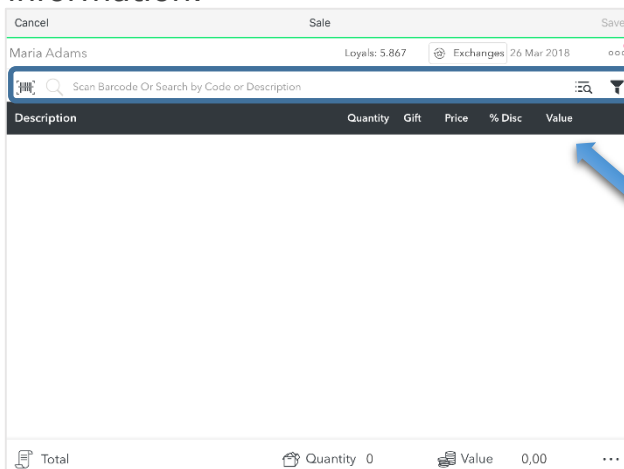 Cancel Sale Save
Maria Adams Loyals: 5.867 Exchanges 26 Mar 2018
Scan Barcode Or Search by Code or Description
Description Quantity Gift Price % Disc Value
Total Quantity 0 Value 0,00 ...